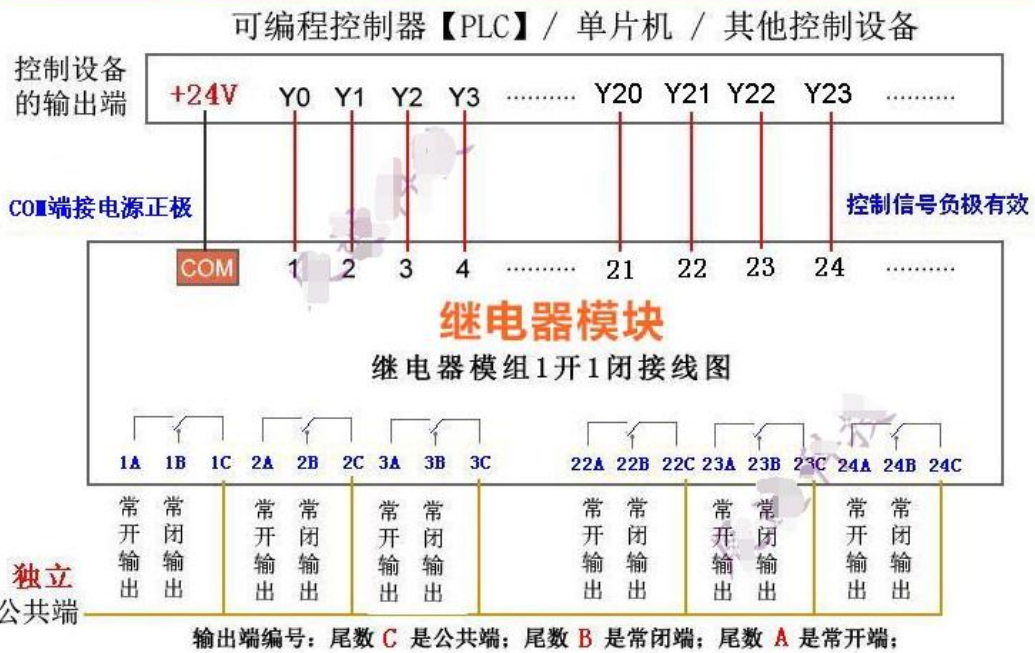 可编程控制器【PLC】/ 单片机 / 其他控制设备
控制设备
的输出端
+24V Y0 Y1 Y2 Y3 ·········· Y20 Y21 Y22 Y23 ··········
COM端接电源正极
控制信号负极有效
COM 1 2 3 4 ·········· 21 22 23 24 ··········
继电器模块
继电器模组1开1闭接线图
1A 1B 1C 2A 2B 2C 3A 3B 3C 22A 22B 22C 23A 23B 23C 24A 24B 24C
常开输出 常闭输出 常开输出 常闭输出 常开输出 常闭输出 常开输出 常闭输出 常开输出 常闭输出 常开输出 常闭输出
独立
公共端
输出端编号：尾数 C 是公共端；尾数 B 是常闭端；尾数 A 是常开端；